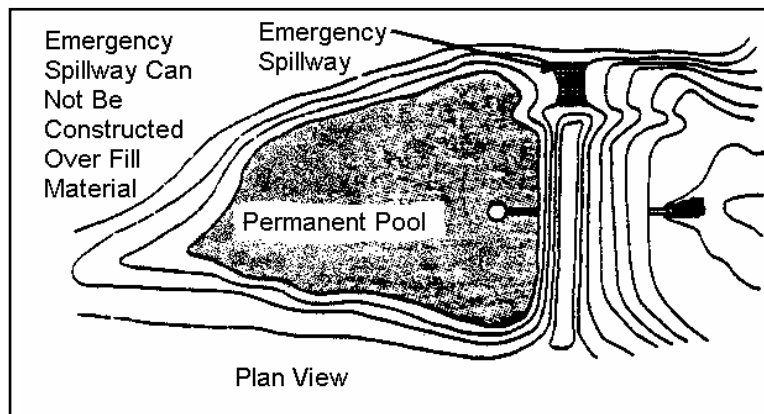 Emergency
Spillway Can
Not Be
Constructed
Over Fill
Material
Emergency
Spillway
Permanent Pool
Plan View